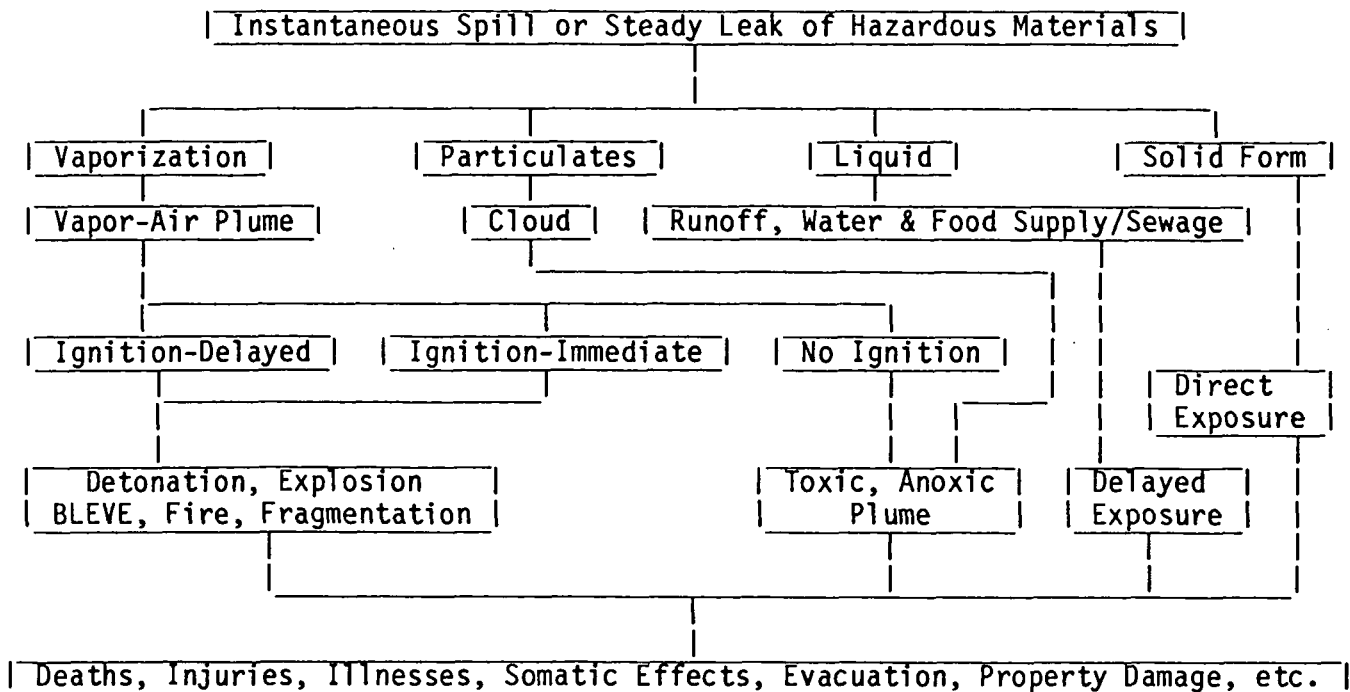 Instantaneous Spill or Steady Leak of Hazardous Materials
Vaporization
Particulates
Liquid
Solid Form
Vapor-Air Plume
Cloud
Runoff, Water & Food Supply/Sewage
Ignition-Delayed
Ignition-Immediate
No Ignition
Direct
Exposure
Detonation, Explosion
BLEVE, Fire, Fragmentation
Toxic, Anoxic
Plume
Delayed
Exposure
Deaths, Injuries, Illnesses, Somatic Effects, Evacuation, Property Damage, etc.